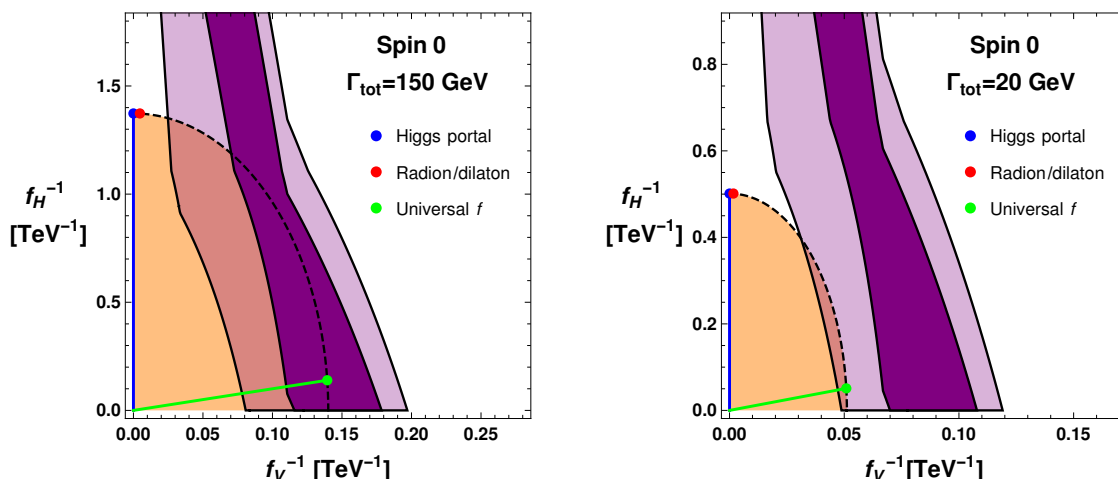 Spin 0
Γtot=150 GeV
Higgs portal
Radion/dilaton
Universal f
fH^-1
[TeV^-1]
0.0
0.5
1.0
1.5
0.00
0.05
0.10
0.15
0.20
fV^-1 [TeV^-1]
Spin 0
Γtot=20 GeV
Higgs portal
Radion/dilaton
Universal f
fH^-1
[TeV^-1]
0.0
0.2
0.4
0.6
0.8
0.00
0.05
0.10
0.15
fV^-1[TeV^-1]